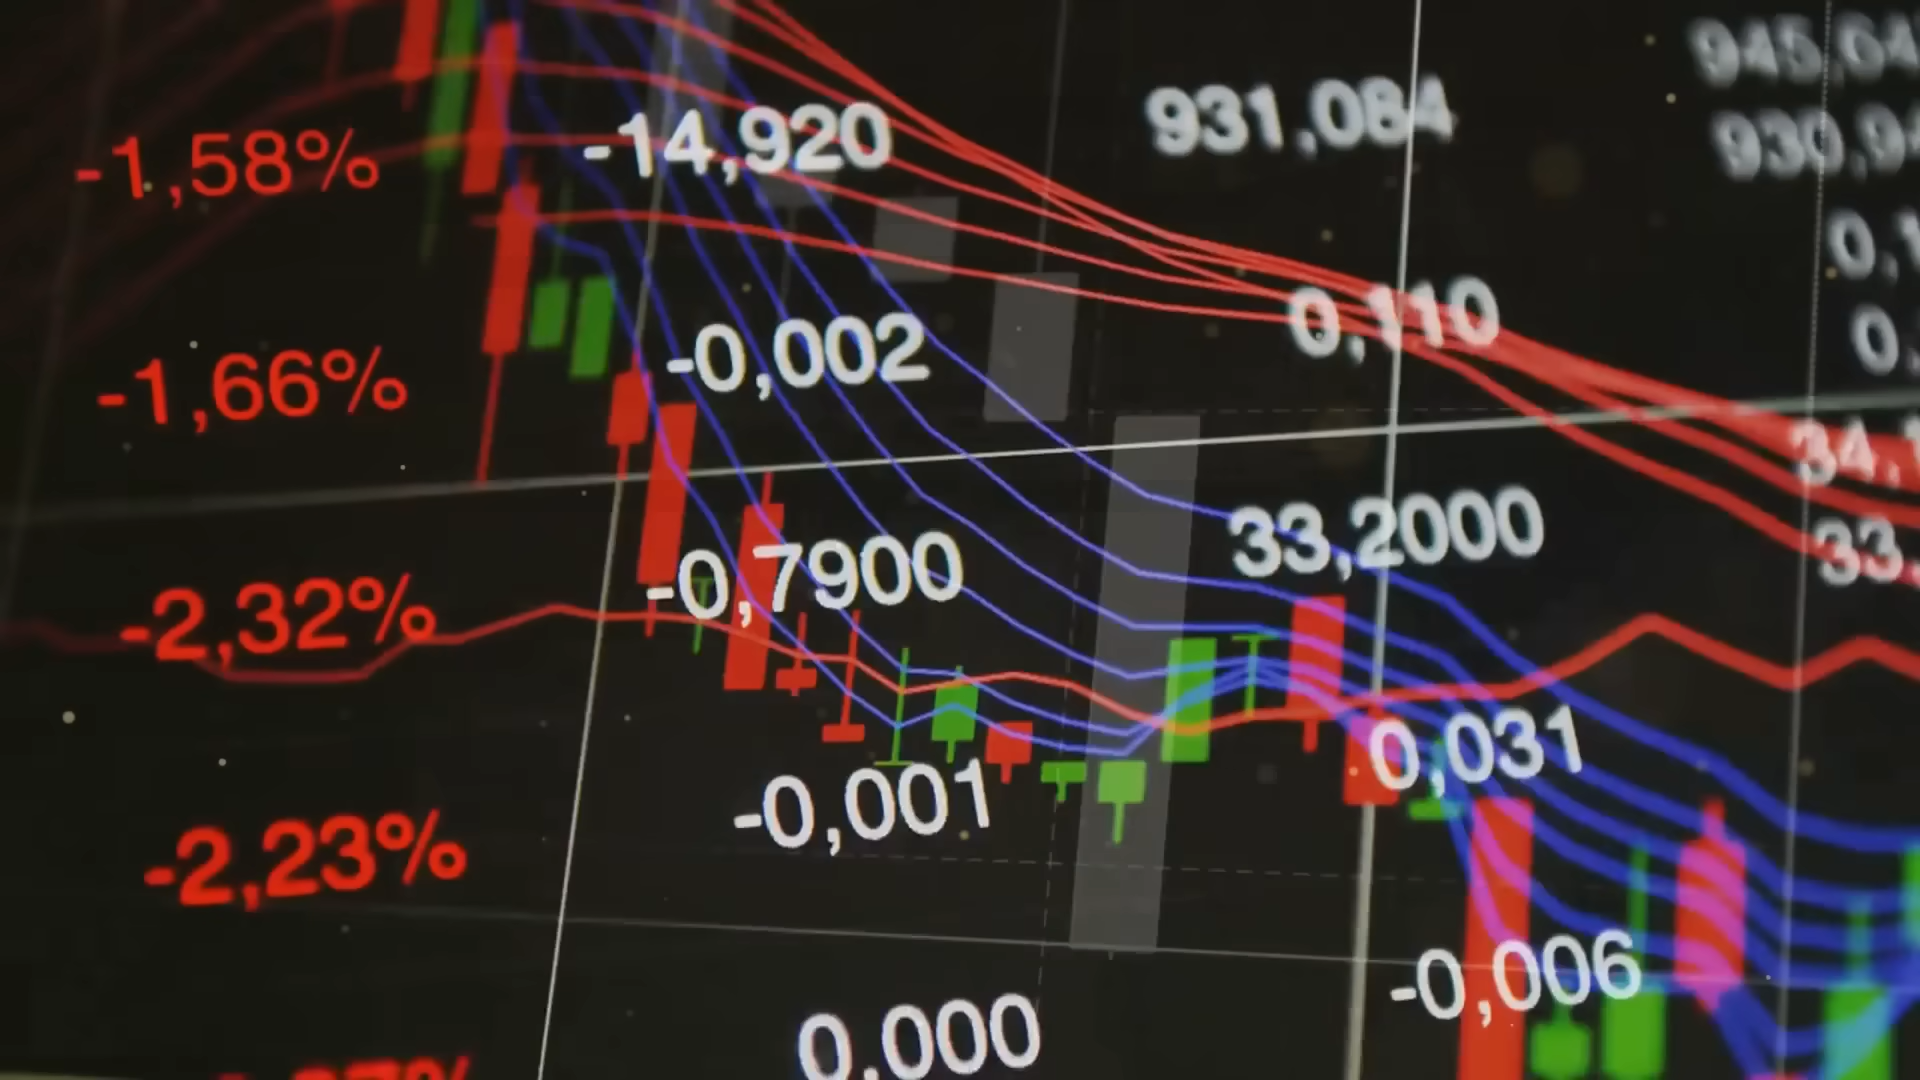 -1,58% -14,920 931,084
-1,66% -0,002 0,110
-2,32% -0,7900 33,2000
-2,23% -0,001 0,031
0,000 -0,006